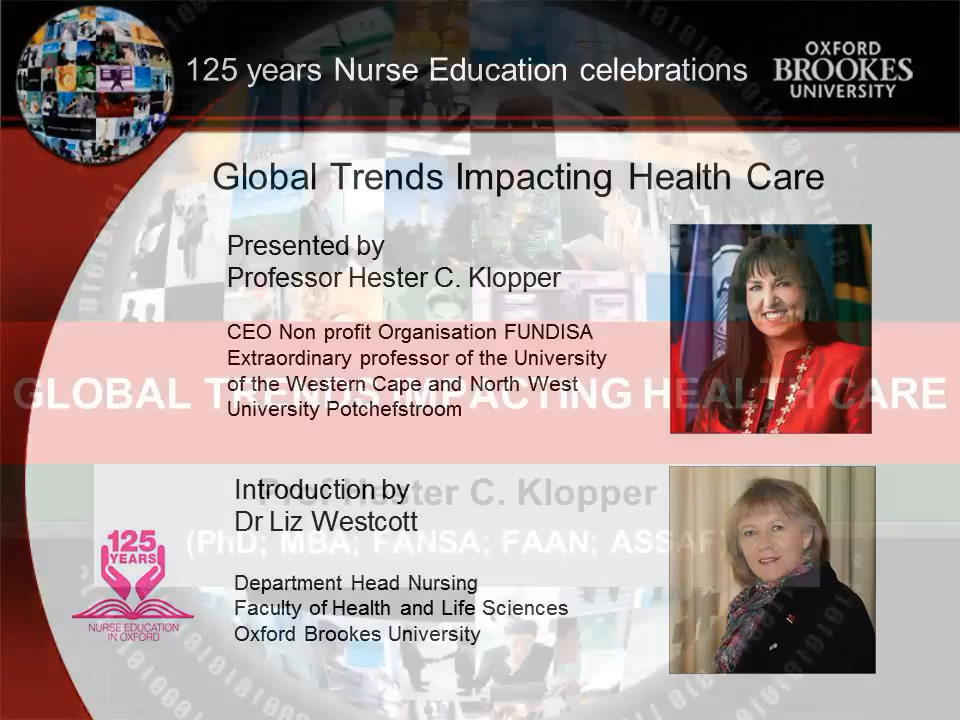 125 years Nurse Education celebrations
OXFORD
BROOKES
UNIVERSITY
Global Trends Impacting Health Care
Presented by
Professor Hester C. Klopper
CEO Non profit Organisation FUNDISA
Extraordinary professor of the University
of the Western Cape and North West
University Potchefstroom
GLOBAL TRENDS IMPACTING HEALTH CARE
Introduction by
Dr Liz Westcott
Prof Hester C. Klopper
(PhD; MBA; FANSA; FAAN: ASSAF)
Department Head Nursing
Faculty of Health and Life Sciences
Oxford Brookes University
125
YEARS
NURSE EDUCATION
IN OXFORD